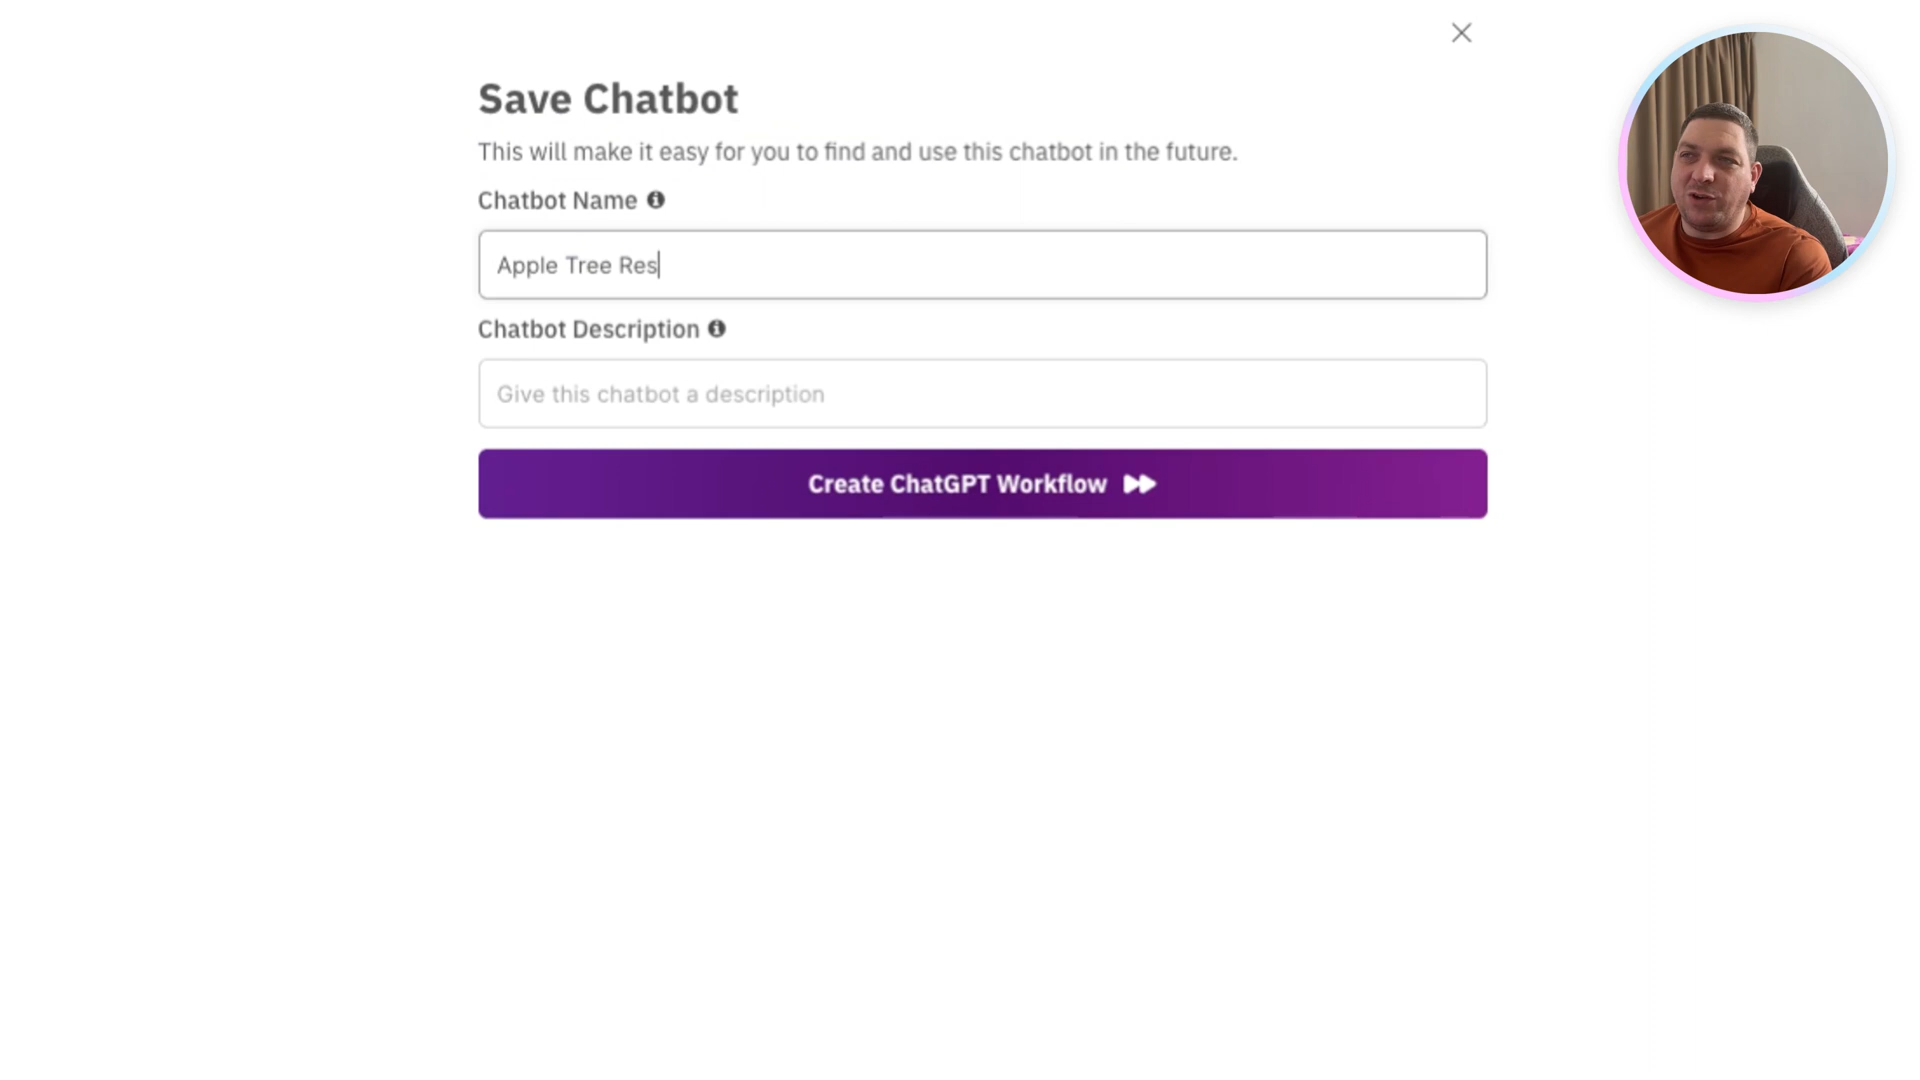 Save Chatbot
This will make it easy for you to find and use this chatbot in the future.
Chatbot Name
Apple Tree Res
Chatbot Description
Give this chatbot a description
Create ChatGPT Workflow